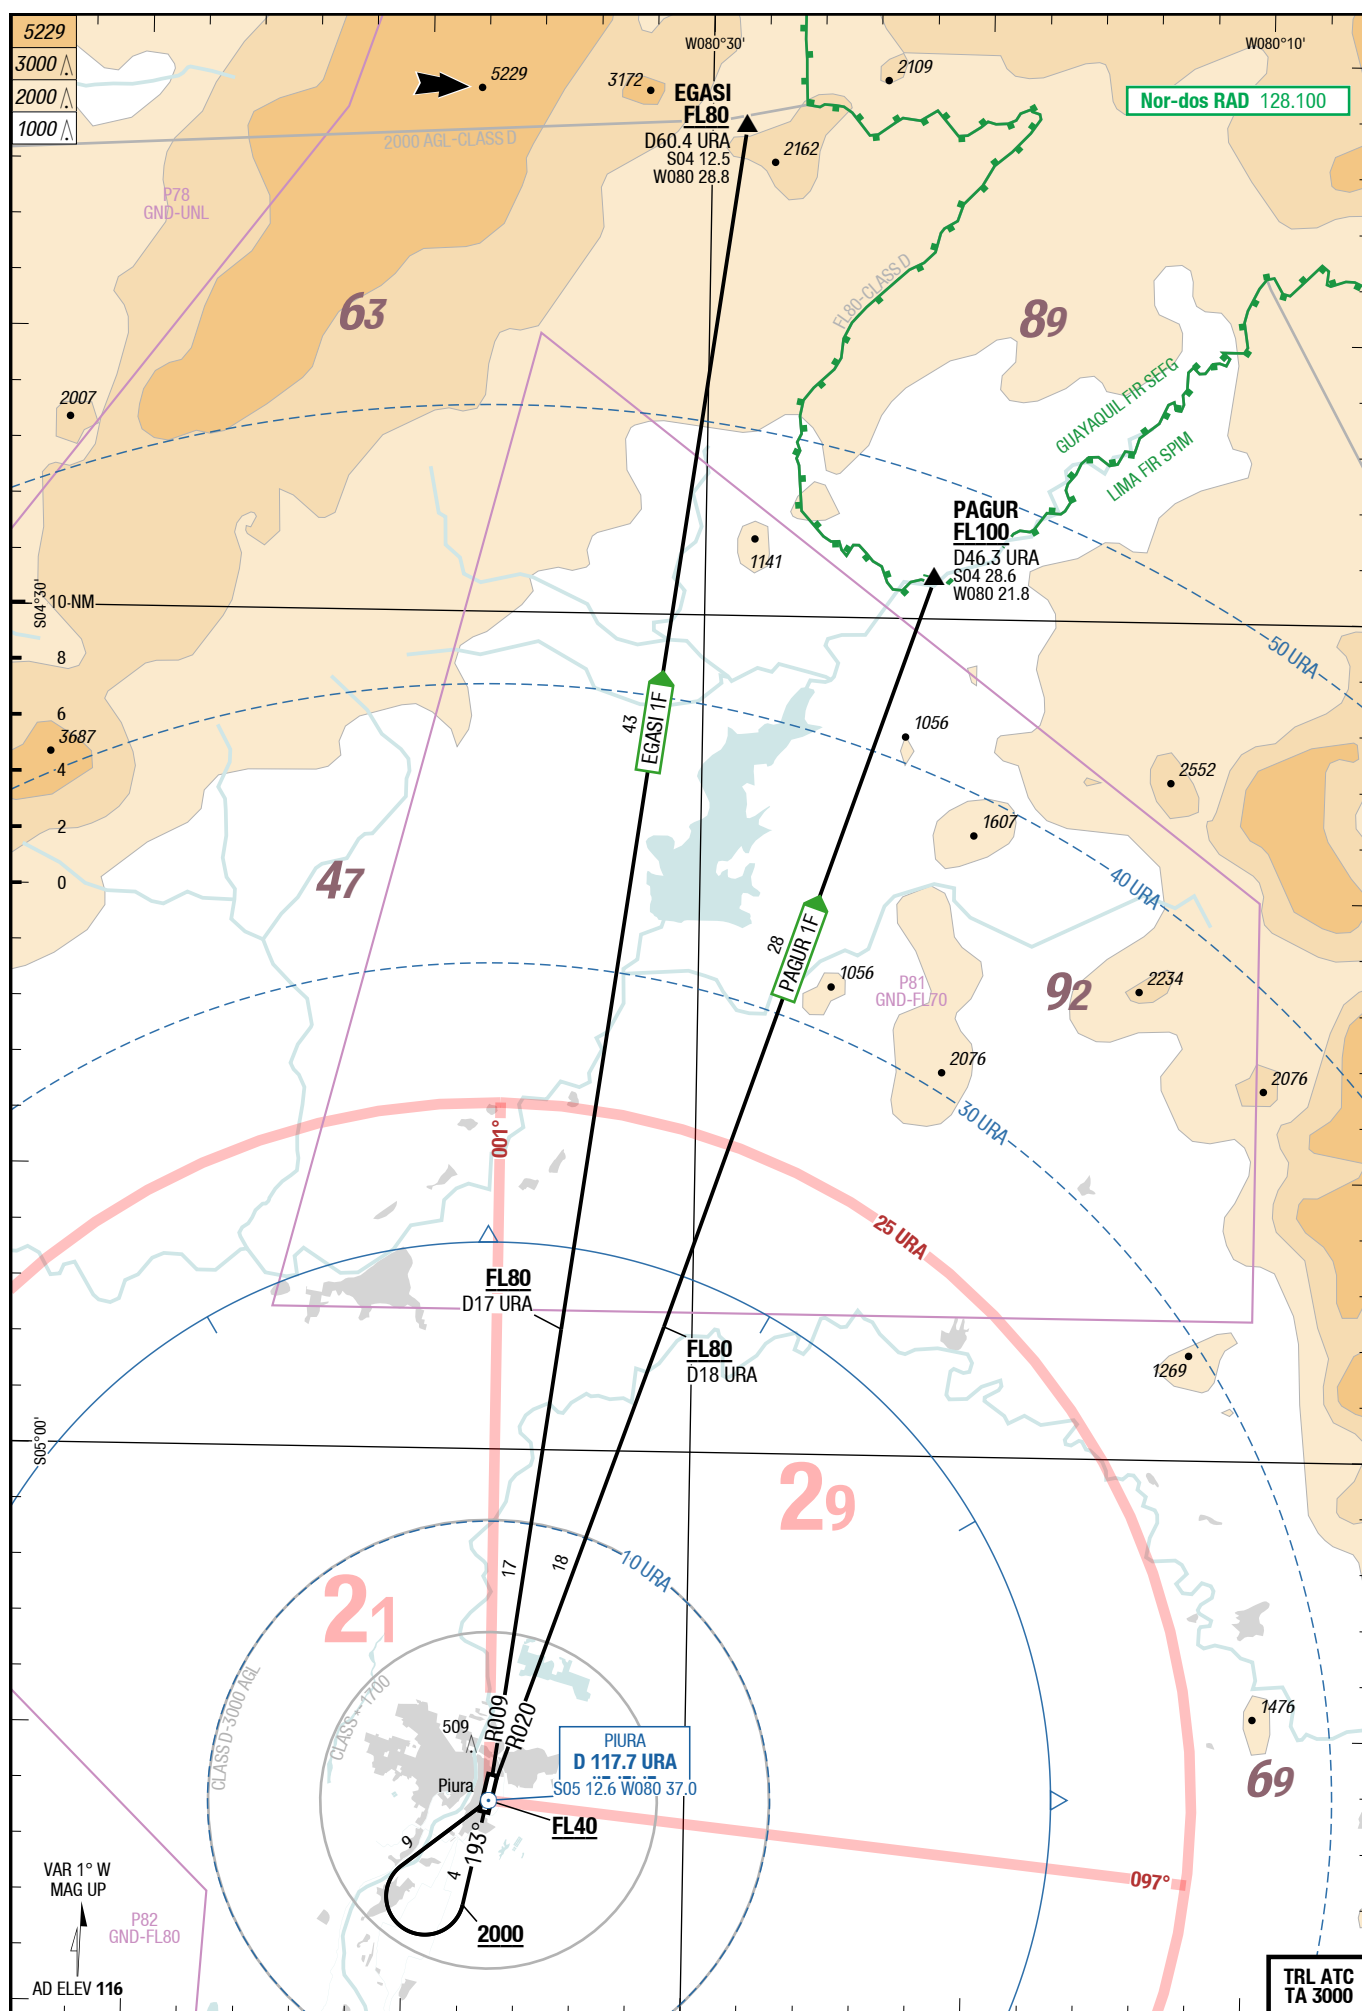 5229
3000
2000
1000
W080°30'
W080°10'
5229
3172
2109
EGASI
FL80
D60.4 URA
S04 12.5
W080 28.8
Nor-dos RAD 128.100
2000 AGL-CLASS D
2162
P78
GND-UNL
63
FL80-CLASS D
89
GUAYAQUIL FIR SEFG
LIMA FIR SPIM
2007
PAGUR
FL100
D46.3 URA
S04 28.6
W080 21.8
1141
S04°30'
10 NM
8
6
4
2
0
50 URA
3687
43
EGASI 1F
1056
2552
1607
40 URA
47
28
PAGUR 1F
1056
P81
GND-FL70
92
2234
2076
2076
30 URA
001°
25 URA
FL80
D17 URA
FL80
D18 URA
1269
S05°00'
29
17
18
10 URA
21
CLASS D-3000 AGL
1700
509
R009
R020
PIURA
D 117.7 URA
S05 12.6 W080 37.0
Piura
FL40
1476
69
9
4
193°
097°
2000
VAR 1° W
MAG UP
P82
GND-FL80
AD ELEV 116
TRL ATC
TA 3000